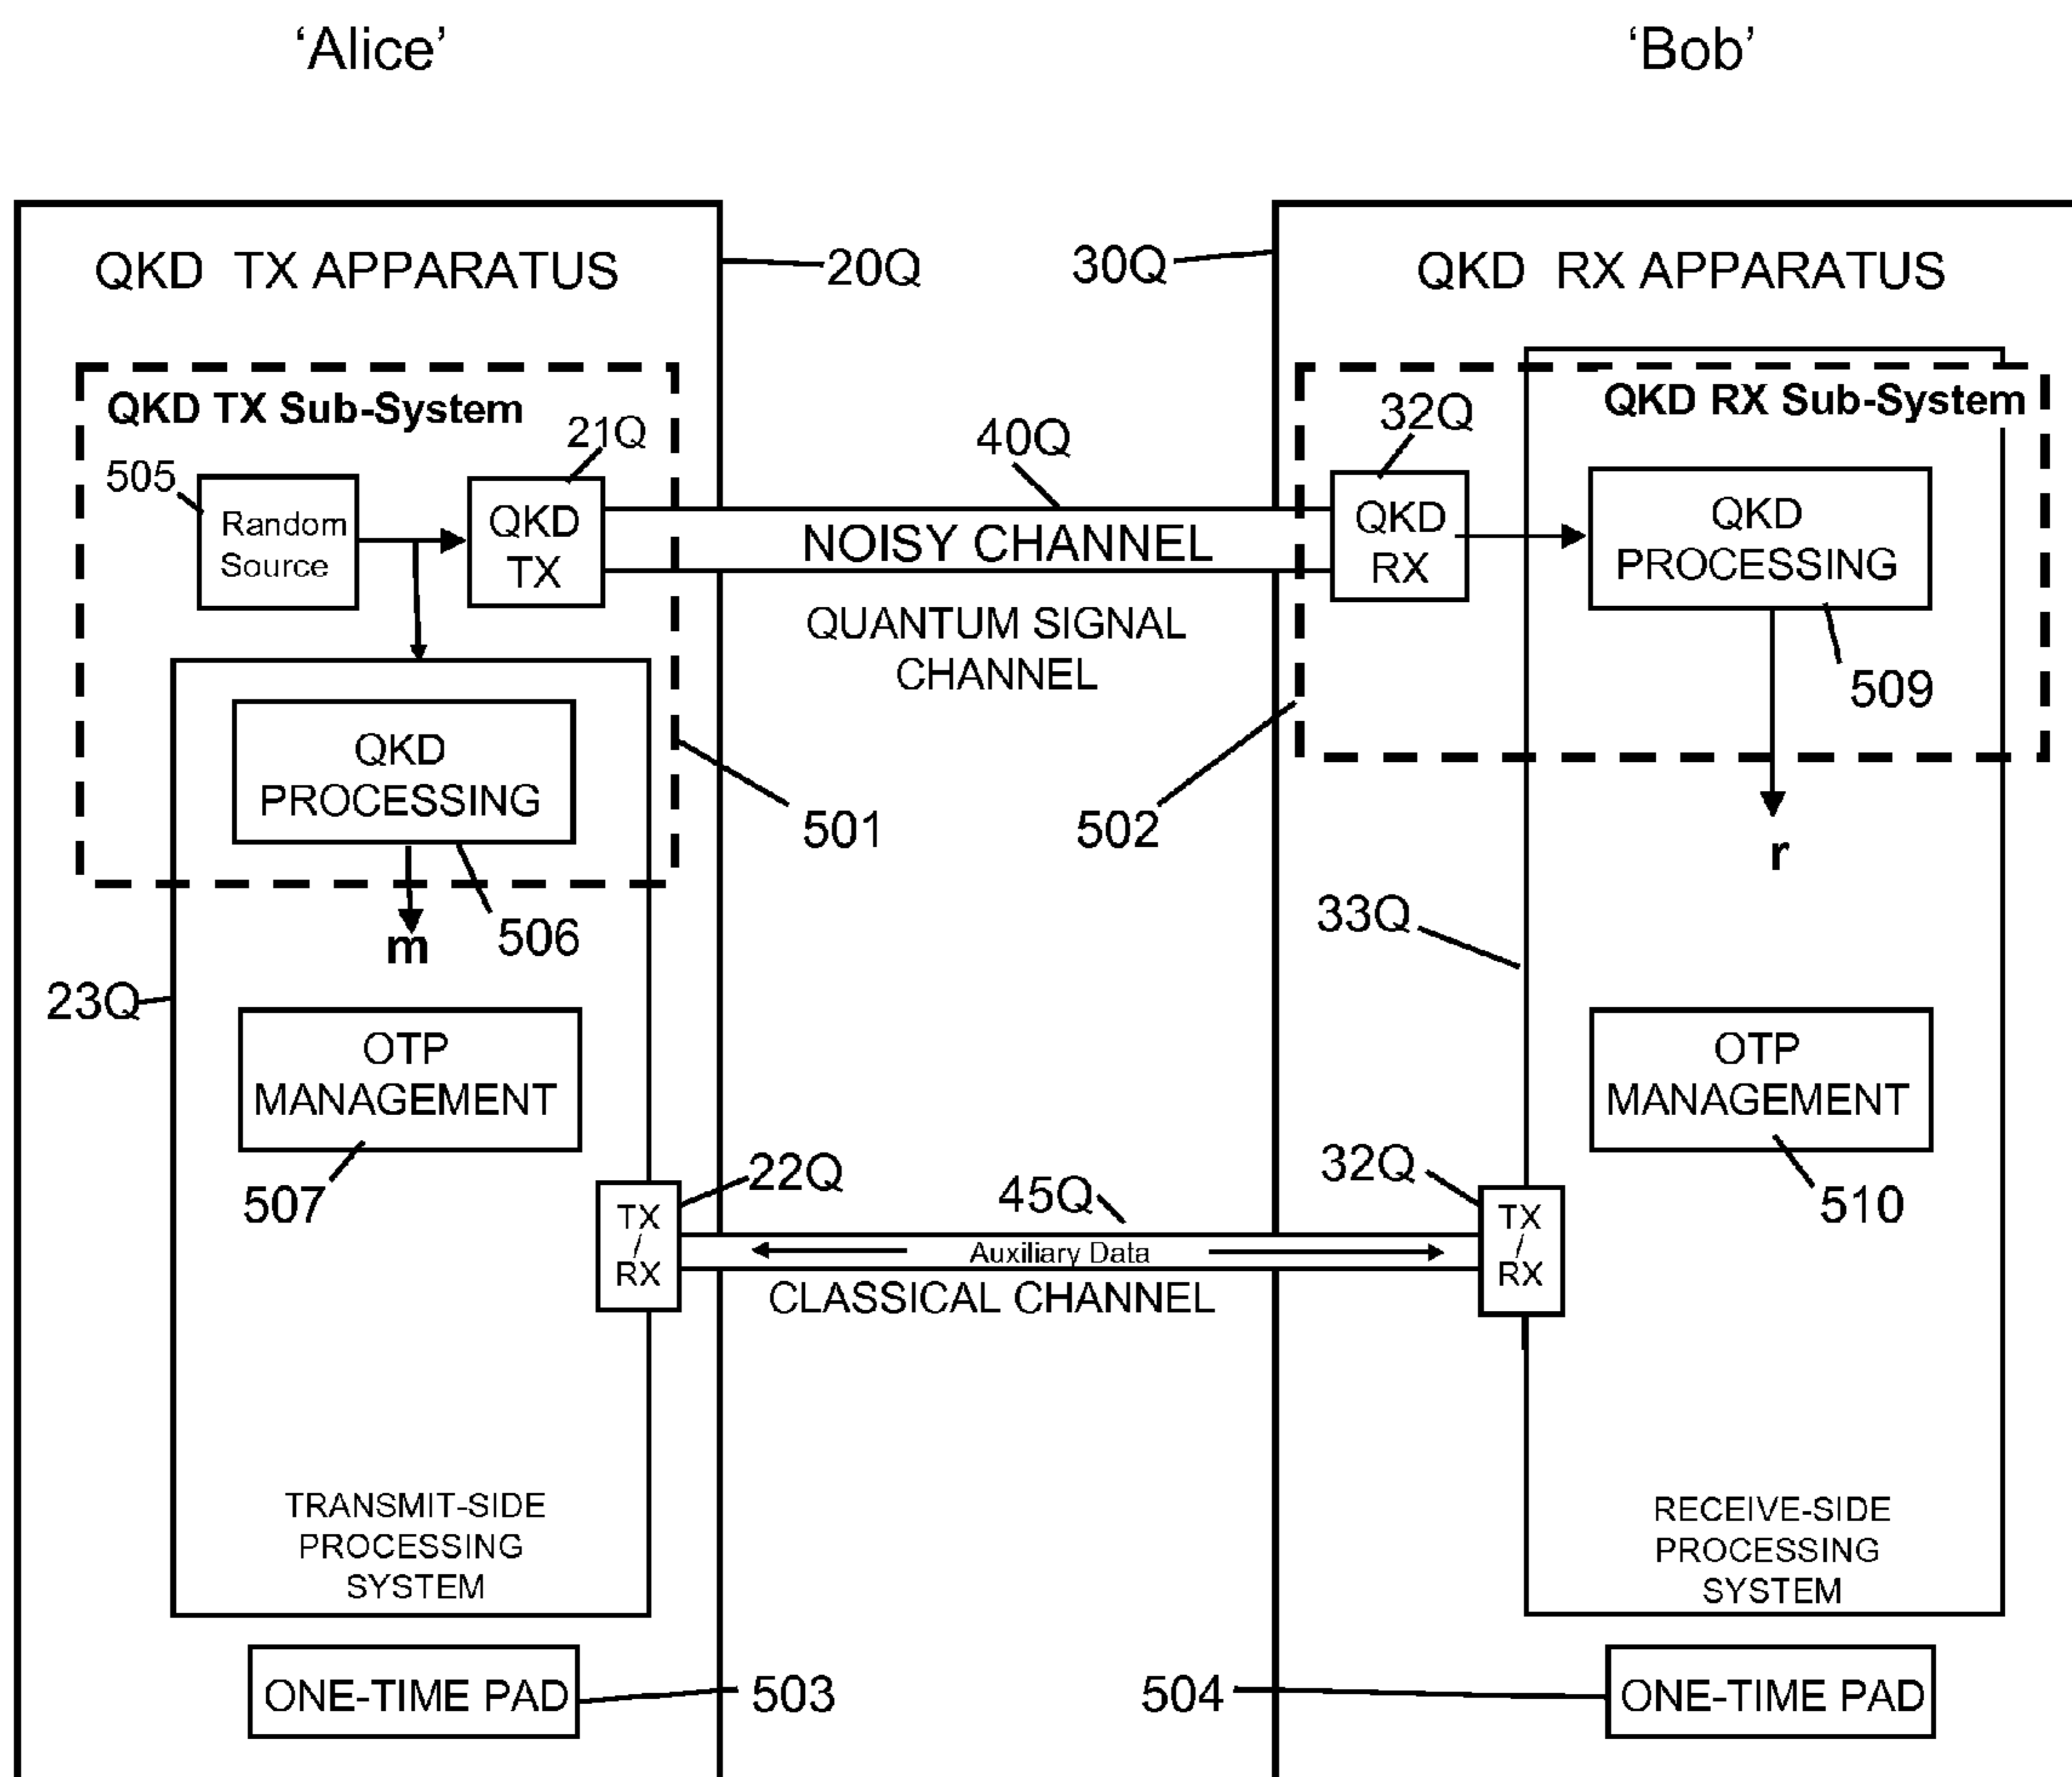 ‘Alice’
‘Bob’
QKD TX APPARATUS
20Q
30Q
QKD RX APPARATUS
QKD TX Sub-System
21Q
505
Random
Source
QKD
TX
40Q
NOISY CHANNEL
QUANTUM SIGNAL
CHANNEL
32Q
QKD RX Sub-System
QKD
RX
QKD
PROCESSING
509
QKD
PROCESSING
501
502
r
506
m
33Q
23Q
OTP
MANAGEMENT
507
OTP
MANAGEMENT
510
22Q
45Q
32Q
TX
/
RX
Auxiliary Data
CLASSICAL CHANNEL
TX
/
RX
TRANSMIT-SIDE
PROCESSING
SYSTEM
RECEIVE-SIDE
PROCESSING
SYSTEM
ONE-TIME PAD
503
504
ONE-TIME PAD